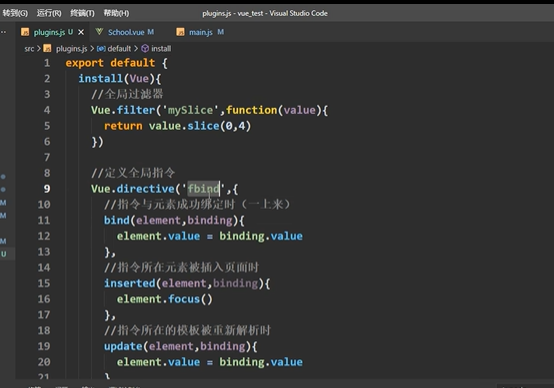 转到(G) 运行(R) 终端(T) 帮助(H) plugins.js - vue_test - Visual Studio Code
plugins.js U School.vue M main.js M
src > plugins.js > default > install
1 export default {
2 install(Vue){
3 //全局过滤器
4 Vue.filter('mySlice',function(value){
5 return value.slice(0,4)
6 })
7
8 //定义全局指令
9 Vue.directive('fbind',{
10 //指令与元素成功绑定时（一上来）
11 bind(element,binding){
12 element.value = binding.value
13 },
14 //指令所在元素被插入页面时
15 inserted(element,binding){
16 element.focus()
17 },
18 //指令所在的模板被重新解析时
19 update(element,binding){
20 element.value = binding.value
21 }
M
M
M
U